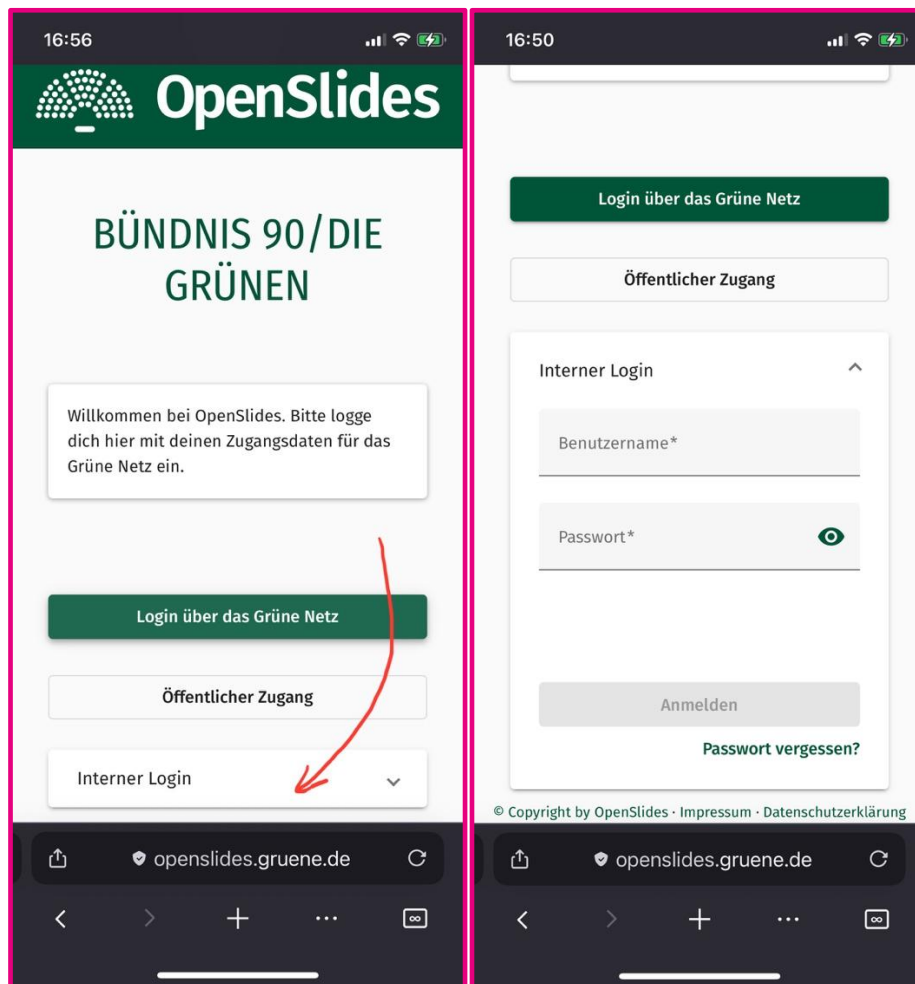 16:56
OpenSlides
BÜNDNIS 90/DIE
GRÜNEN
Willkommen bei OpenSlides. Bitte logge
dich hier mit deinen Zugangsdaten für das
Grüne Netz ein.
Login über das Grüne Netz
Öffentlicher Zugang
Interner Login
openslides.gruene.de
16:50
Login über das Grüne Netz
Öffentlicher Zugang
Interner Login
Benutzername*
Passwort*
Anmelden
Passwort vergessen?
© Copyright by OpenSlides · Impressum · Datenschutzerklärung
openslides.gruene.de